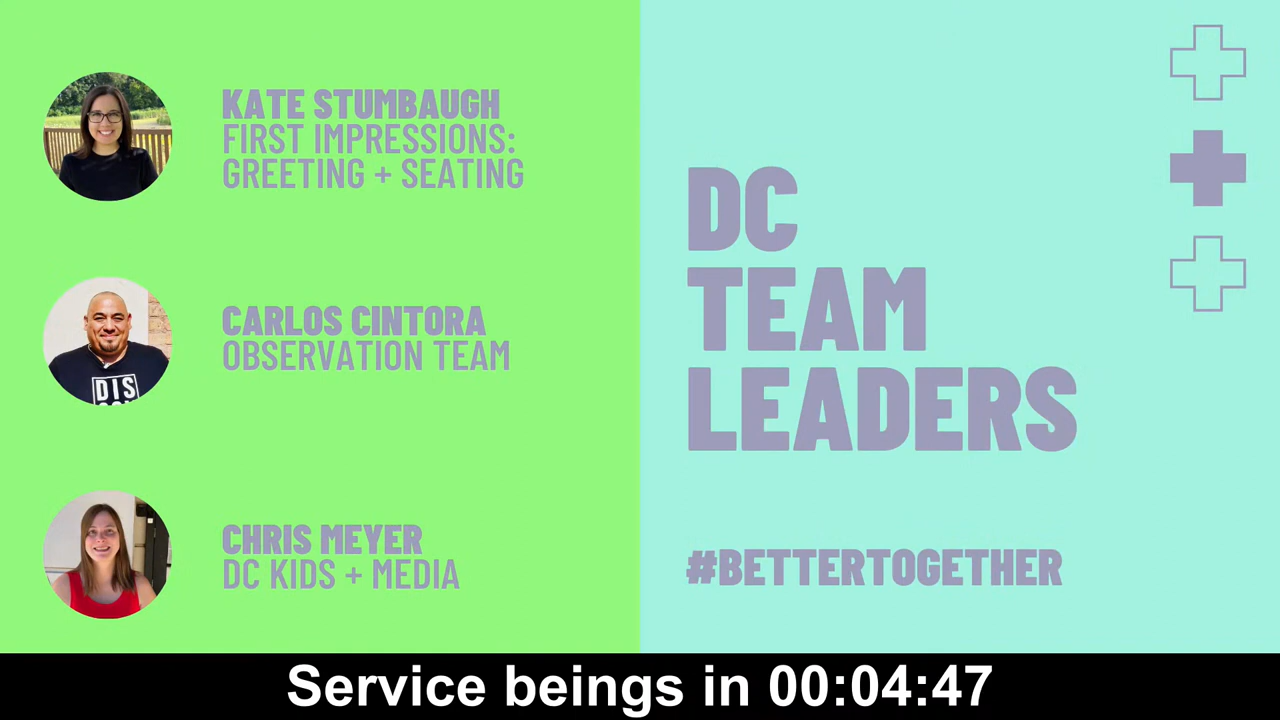 KATE STUMBAUGH
FIRST IMPRESSIONS:
GREETING + SEATING
CARLOS CINTORA
OBSERVATION TEAM
DIS
CHRIS MEYER
DC KIDS + MEDIA
DC
TEAM
LEADERS
#BETTERTOGETHER
Service beings in 00:04:47